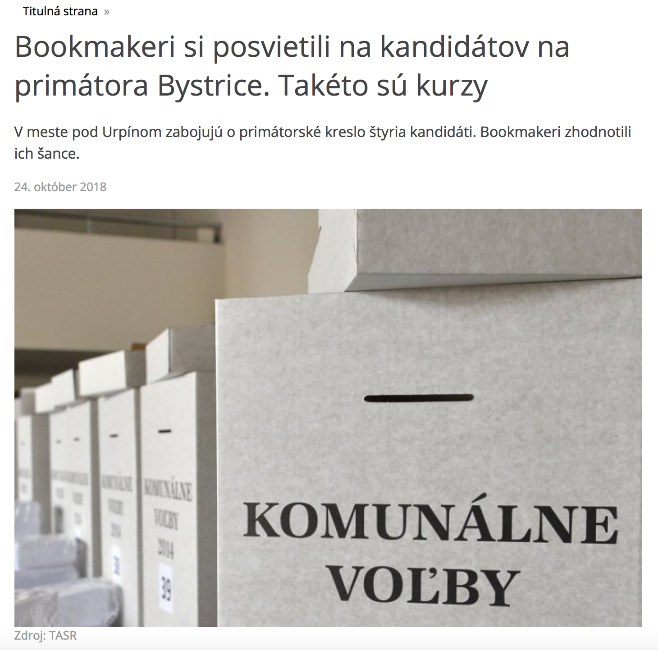 Titulná strana »
Bookmakeri si posvietili na kandidátov na
primátora Bystrice. Takéto sú kurzy
V meste pod Urpínom zabojujú o primátorské kreslo štyria kandidáti. Bookmakeri zhodnotili
ich šance.
24. október 2018
KOMUNÁLNE
VOĽBY
KOMUNÁLNE
VOĽBY
2014
39
KOMUNÁLNE
VOĽBY
Zdroj: TASR